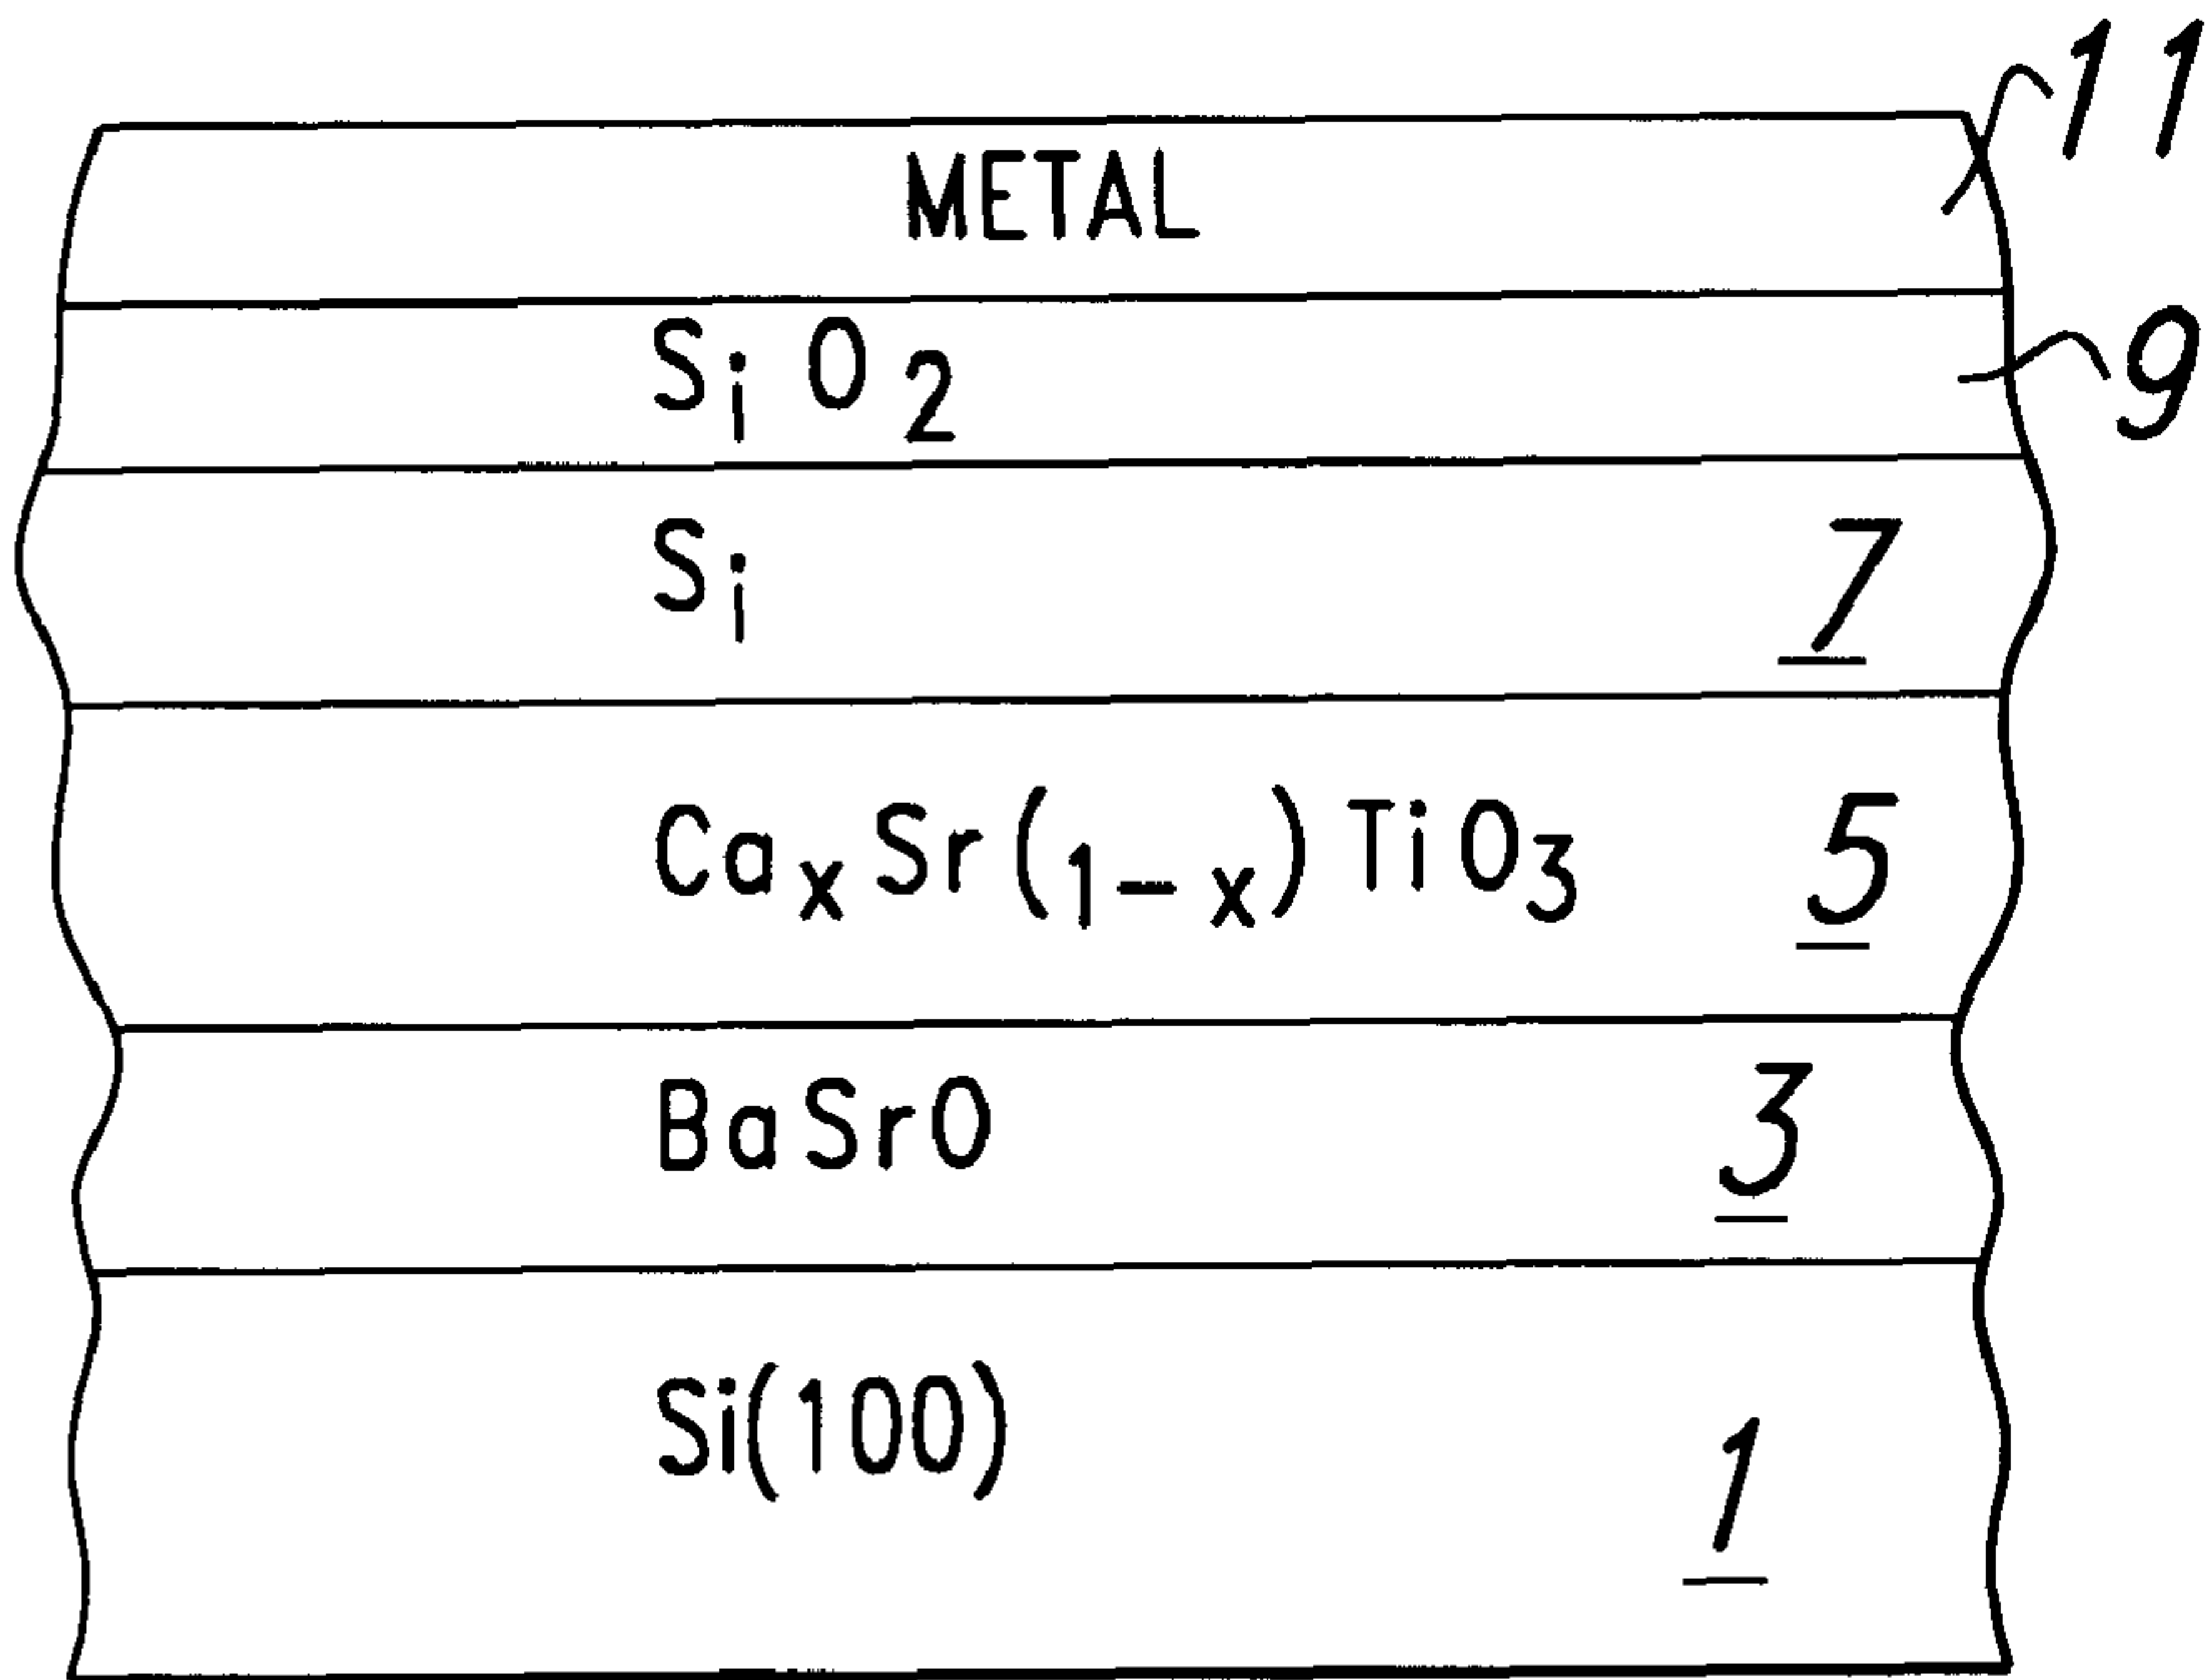 11
METAL
SiO2 9
Si 7
CaxSr(1-x)TiO3 5
BaSrO 3
Si(100) 1